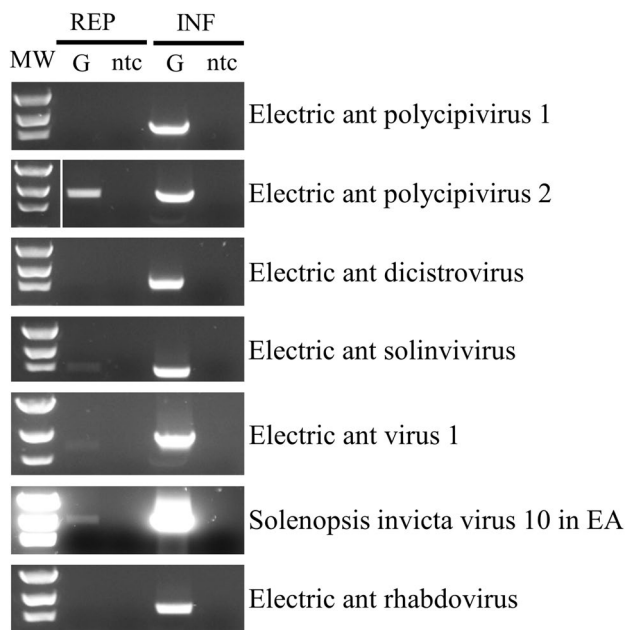 REP INF
MW G ntc G ntc
Electric ant polycipivirus 1
Electric ant polycipivirus 2
Electric ant dicistrovirus
Electric ant solinvivirus
Electric ant virus 1
Solenopsis invicta virus 10 in EA
Electric ant rhabdovirus